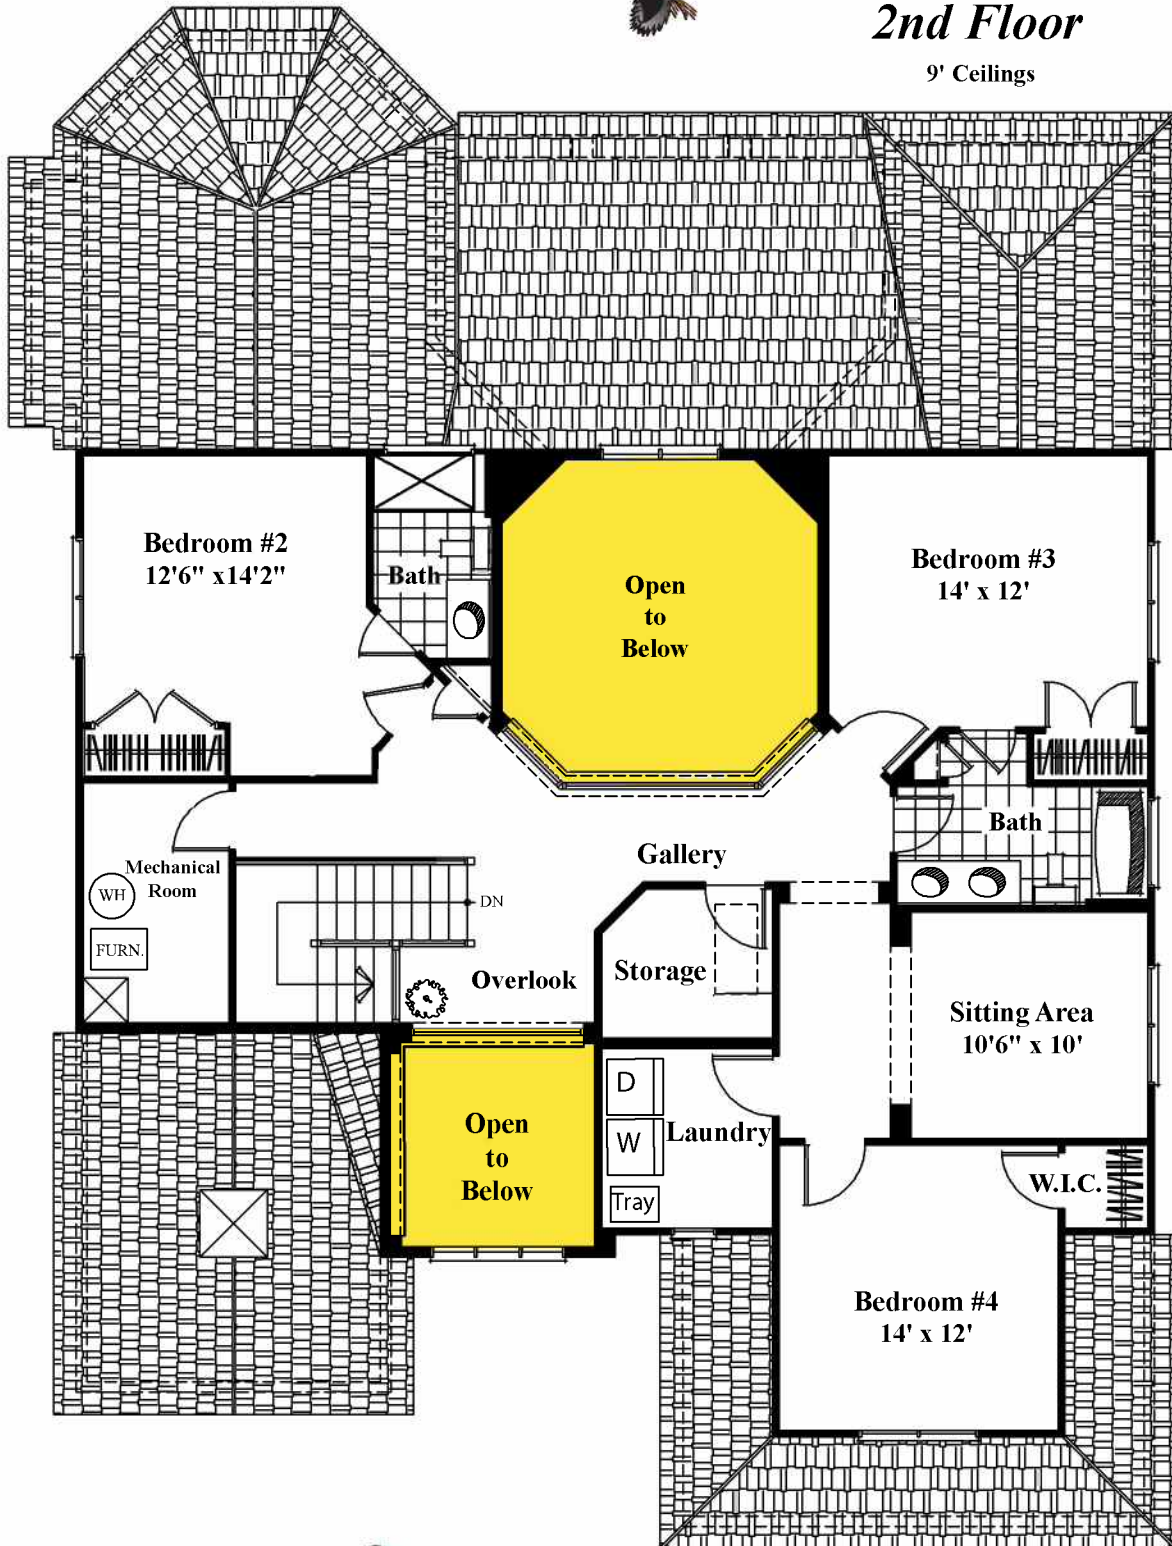 2nd Floor
9' Ceilings
Bedroom #2
12'6" x14'2"
Bath
Open
to
Below
Bedroom #3
14' x 12'
Bath
Gallery
Mechanical
Room
WH
FURN.
DN
Overlook
Storage
Sitting Area
10'6" x 10'
D
W
Laundry
Tray
Open
to
Below
W.I.C.
Bedroom #4
14' x 12'